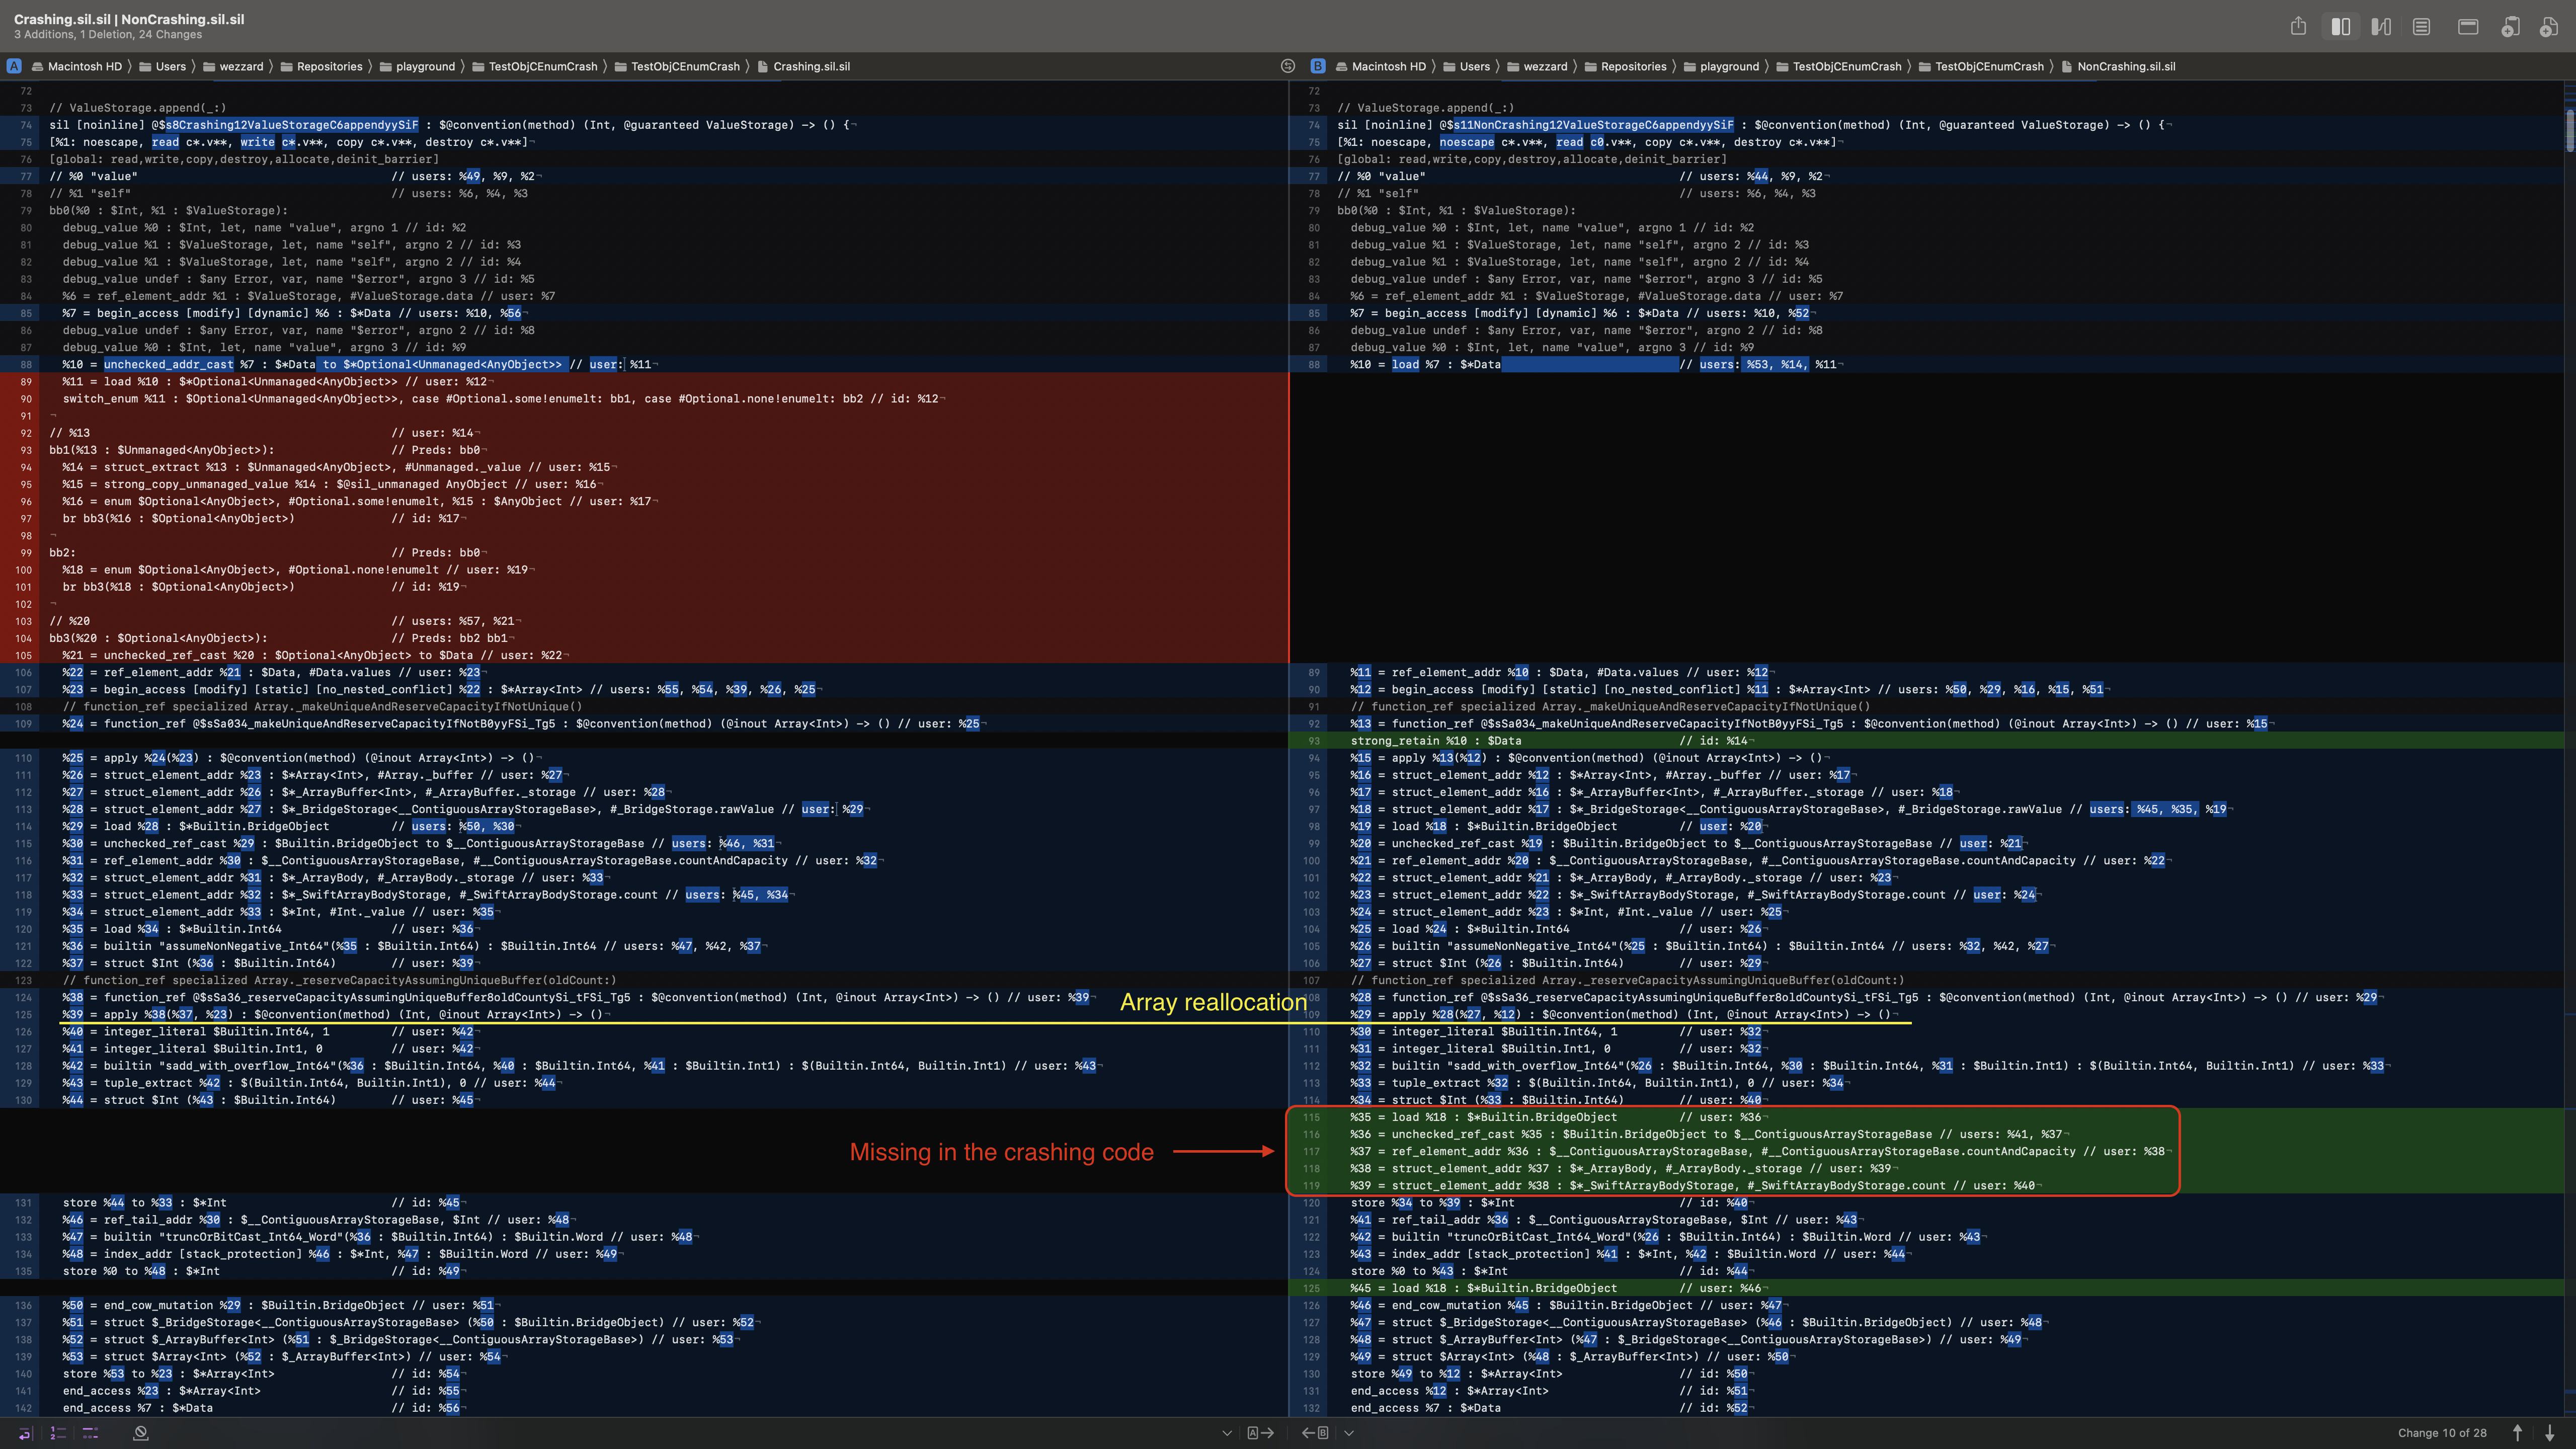 Crashing.sil.sil | NonCrashing.sil.sil
3 Additions, 1 Deletion, 24 Changes
A Macintosh HD 〉 Users 〉 wezzard 〉 Repositories 〉 playground 〉 TestObjCEnumCrash 〉 TestObjCEnumCrash 〉 Crashing.sil.sil
72
73 // ValueStorage.append(_:)
74 sil [noinline] @$s8Crashing12ValueStorageC6appendyySiF : $@convention(method) (Int, @guaranteed ValueStorage) -> () {¬
75 [%1: noescape, read c*.v**, write c*.v**, copy c*.v**, destroy c*.v**]¬
76 [global: read,write,copy,destroy,allocate,deinit_barrier]
77 // %0 "value" // users: %49, %9, %2¬
78 // %1 "self" // users: %6, %4, %3
79 bb0(%0 : $Int, %1 : $ValueStorage):
80 debug_value %0 : $Int, let, name "value", argno 1 // id: %2
81 debug_value %1 : $ValueStorage, let, name "self", argno 2 // id: %3
82 debug_value %1 : $ValueStorage, let, name "self", argno 2 // id: %4
83 debug_value undef : $any Error, var, name "$error", argno 3 // id: %5
84 %6 = ref_element_addr %1 : $ValueStorage, #ValueStorage.data // user: %7
85 %7 = begin_access [modify] [dynamic] %6 : $*Data // users: %10, %56¬
86 debug_value undef : $any Error, var, name "$error", argno 2 // id: %8
87 debug_value %0 : $Int, let, name "value", argno 3 // id: %9
88 %10 = unchecked_addr_cast %7 : $*Data to $*Optional<Unmanaged<AnyObject>> // user: %11¬
89 %11 = load %10 : $*Optional<Unmanaged<AnyObject>> // user: %12¬
90 switch_enum %11 : $Optional<Unmanaged<AnyObject>>, case #Optional.some!enumelt: bb1, case #Optional.none!enumelt: bb2 // id: %12¬
91 ¬
92 // %13 // user: %14¬
93 bb1(%13 : $Unmanaged<AnyObject>): // Preds: bb0¬
94 %14 = struct_extract %13 : $Unmanaged<AnyObject>, #Unmanaged._value // user: %15¬
95 %15 = strong_copy_unmanaged_value %14 : $@sil_unmanaged AnyObject // user: %16¬
96 %16 = enum $Optional<AnyObject>, #Optional.some!enumelt, %15 : $AnyObject // user: %17¬
97 br bb3(%16 : $Optional<AnyObject>) // id: %17¬
98 ¬
99 bb2: // Preds: bb0¬
100 %18 = enum $Optional<AnyObject>, #Optional.none!enumelt // user: %19¬
101 br bb3(%18 : $Optional<AnyObject>) // id: %19¬
102 ¬
103 // %20 // users: %57, %21¬
104 bb3(%20 : $Optional<AnyObject>): // Preds: bb2 bb1¬
105 %21 = unchecked_ref_cast %20 : $Optional<AnyObject> to $Data // user: %22¬
106 %22 = ref_element_addr %21 : $Data, #Data.values // user: %23¬
107 %23 = begin_access [modify] [static] [no_nested_conflict] %22 : $*Array<Int> // users: %55, %54, %39, %26, %25¬
108 // function_ref specialized Array._makeUniqueAndReserveCapacityIfNotUnique()
109 %24 = function_ref @$sSa034_makeUniqueAndReserveCapacityIfNotB0yyFSi_Tg5 : $@convention(method) (@inout Array<Int>) -> () // user: %25¬
110 %25 = apply %24(%23) : $@convention(method) (@inout Array<Int>) -> ()¬
111 %26 = struct_element_addr %23 : $*Array<Int>, #Array._buffer // user: %27¬
112 %27 = struct_element_addr %26 : $*_ArrayBuffer<Int>, #_ArrayBuffer._storage // user: %28¬
113 %28 = struct_element_addr %27 : $*_BridgeStorage<__ContiguousArrayStorageBase>, #_BridgeStorage.rawValue // user: %29¬
114 %29 = load %28 : $*Builtin.BridgeObject // users: %50, %30¬
115 %30 = unchecked_ref_cast %29 : $Builtin.BridgeObject to $__ContiguousArrayStorageBase // users: %46, %31¬
116 %31 = ref_element_addr %30 : $__ContiguousArrayStorageBase, #__ContiguousArrayStorageBase.countAndCapacity // user: %32¬
117 %32 = struct_element_addr %31 : $*_ArrayBody, #_ArrayBody._storage // user: %33¬
118 %33 = struct_element_addr %32 : $*_SwiftArrayBodyStorage, #_SwiftArrayBodyStorage.count // users: %45, %34¬
119 %34 = struct_element_addr %33 : $*Int, #Int._value // user: %35¬
120 %35 = load %34 : $*Builtin.Int64 // user: %36¬
121 %36 = builtin "assumeNonNegative_Int64"(%35 : $Builtin.Int64) : $Builtin.Int64 // users: %47, %42, %37¬
122 %37 = struct $Int (%36 : $Builtin.Int64) // user: %39¬
123 // function_ref specialized Array._reserveCapacityAssumingUniqueBuffer(oldCount:)
124 %38 = function_ref @$sSa36_reserveCapacityAssumingUniqueBuffer8oldCountySi_tFSi_Tg5 : $@convention(method) (Int, @inout Array<Int>) -> () // user: %39¬
125 %39 = apply %38(%37, %23) : $@convention(method) (Int, @inout Array<Int>) -> ()¬
126 %40 = integer_literal $Builtin.Int64, 1 // user: %42¬
127 %41 = integer_literal $Builtin.Int1, 0 // user: %42¬
128 %42 = builtin "sadd_with_overflow_Int64"(%36 : $Builtin.Int64, %40 : $Builtin.Int64, %41 : $Builtin.Int1) : $(Builtin.Int64, Builtin.Int1) // user: %43¬
129 %43 = tuple_extract %42 : $(Builtin.Int64, Builtin.Int1), 0 // user: %44¬
130 %44 = struct $Int (%43 : $Builtin.Int64) // user: %45¬
131 store %44 to %33 : $*Int // id: %45¬
132 %46 = ref_tail_addr %30 : $__ContiguousArrayStorageBase, $Int // user: %48¬
133 %47 = builtin "truncOrBitCast_Int64_Word"(%36 : $Builtin.Int64) : $Builtin.Word // user: %48¬
134 %48 = index_addr [stack_protection] %46 : $*Int, %47 : $Builtin.Word // user: %49¬
135 store %0 to %48 : $*Int // id: %49¬
136 %50 = end_cow_mutation %29 : $Builtin.BridgeObject // user: %51¬
137 %51 = struct $_BridgeStorage<__ContiguousArrayStorageBase> (%50 : $Builtin.BridgeObject) // user: %52¬
138 %52 = struct $_ArrayBuffer<Int> (%51 : $_BridgeStorage<__ContiguousArrayStorageBase>) // user: %53¬
139 %53 = struct $Array<Int> (%52 : $_ArrayBuffer<Int>) // user: %54¬
140 store %53 to %23 : $*Array<Int> // id: %54¬
141 end_access %23 : $*Array<Int> // id: %55¬
142 end_access %7 : $*Data // id: %56¬
Array reallocation
Missing in the crashing code
B Macintosh HD 〉 Users 〉 wezzard 〉 Repositories 〉 playground 〉 TestObjCEnumCrash 〉 TestObjCEnumCrash 〉 NonCrashing.sil.sil
72
73 // ValueStorage.append(_:)
74 sil [noinline] @$s11NonCrashing12ValueStorageC6appendyySiF : $@convention(method) (Int, @guaranteed ValueStorage) -> () {¬
75 [%1: noescape, noescape c*.v**, read c0.v**, copy c*.v**, destroy c*.v**]¬
76 [global: read,write,copy,destroy,allocate,deinit_barrier]
77 // %0 "value" // users: %44, %9, %2¬
78 // %1 "self" // users: %6, %4, %3
79 bb0(%0 : $Int, %1 : $ValueStorage):
80 debug_value %0 : $Int, let, name "value", argno 1 // id: %2
81 debug_value %1 : $ValueStorage, let, name "self", argno 2 // id: %3
82 debug_value %1 : $ValueStorage, let, name "self", argno 2 // id: %4
83 debug_value undef : $any Error, var, name "$error", argno 3 // id: %5
84 %6 = ref_element_addr %1 : $ValueStorage, #ValueStorage.data // user: %7
85 %7 = begin_access [modify] [dynamic] %6 : $*Data // users: %10, %52¬
86 debug_value undef : $any Error, var, name "$error", argno 2 // id: %8
87 debug_value %0 : $Int, let, name "value", argno 3 // id: %9
88 %10 = load %7 : $*Data // users: %53, %14, %11¬
89 %11 = ref_element_addr %10 : $Data, #Data.values // user: %12¬
90 %12 = begin_access [modify] [static] [no_nested_conflict] %11 : $*Array<Int> // users: %50, %29, %16, %15, %51¬
91 // function_ref specialized Array._makeUniqueAndReserveCapacityIfNotUnique()
92 %13 = function_ref @$sSa034_makeUniqueAndReserveCapacityIfNotB0yyFSi_Tg5 : $@convention(method) (@inout Array<Int>) -> () // user: %15¬
93 strong_retain %10 : $Data // id: %14¬
94 %15 = apply %13(%12) : $@convention(method) (@inout Array<Int>) -> ()¬
95 %16 = struct_element_addr %12 : $*Array<Int>, #Array._buffer // user: %17¬
96 %17 = struct_element_addr %16 : $*_ArrayBuffer<Int>, #_ArrayBuffer._storage // user: %18¬
97 %18 = struct_element_addr %17 : $*_BridgeStorage<__ContiguousArrayStorageBase>, #_BridgeStorage.rawValue // users: %45, %35, %19¬
98 %19 = load %18 : $*Builtin.BridgeObject // user: %20¬
99 %20 = unchecked_ref_cast %19 : $Builtin.BridgeObject to $__ContiguousArrayStorageBase // user: %21¬
100 %21 = ref_element_addr %20 : $__ContiguousArrayStorageBase, #__ContiguousArrayStorageBase.countAndCapacity // user: %22¬
101 %22 = struct_element_addr %21 : $*_ArrayBody, #_ArrayBody._storage // user: %23¬
102 %23 = struct_element_addr %22 : $*_SwiftArrayBodyStorage, #_SwiftArrayBodyStorage.count // user: %24¬
103 %24 = struct_element_addr %23 : $*Int, #Int._value // user: %25¬
104 %25 = load %24 : $*Builtin.Int64 // user: %26¬
105 %26 = builtin "assumeNonNegative_Int64"(%25 : $Builtin.Int64) : $Builtin.Int64 // users: %32, %42, %27¬
106 %27 = struct $Int (%26 : $Builtin.Int64) // user: %29¬
107 // function_ref specialized Array._reserveCapacityAssumingUniqueBuffer(oldCount:)
108 %28 = function_ref @$sSa36_reserveCapacityAssumingUniqueBuffer8oldCountySi_tFSi_Tg5 : $@convention(method) (Int, @inout Array<Int>) -> () // user: %29¬
109 %29 = apply %28(%27, %12) : $@convention(method) (Int, @inout Array<Int>) -> ()¬
110 %30 = integer_literal $Builtin.Int64, 1 // user: %32¬
111 %31 = integer_literal $Builtin.Int1, 0 // user: %32¬
112 %32 = builtin "sadd_with_overflow_Int64"(%26 : $Builtin.Int64, %30 : $Builtin.Int64, %31 : $Builtin.Int1) : $(Builtin.Int64, Builtin.Int1) // user: %33¬
113 %33 = tuple_extract %32 : $(Builtin.Int64, Builtin.Int1), 0 // user: %34¬
114 %34 = struct $Int (%33 : $Builtin.Int64) // user: %40¬
115 %35 = load %18 : $*Builtin.BridgeObject // user: %36¬
116 %36 = unchecked_ref_cast %35 : $Builtin.BridgeObject to $__ContiguousArrayStorageBase // users: %41, %37¬
117 %37 = ref_element_addr %36 : $__ContiguousArrayStorageBase, #__ContiguousArrayStorageBase.countAndCapacity // user: %38¬
118 %38 = struct_element_addr %37 : $*_ArrayBody, #_ArrayBody._storage // user: %39¬
119 %39 = struct_element_addr %38 : $*_SwiftArrayBodyStorage, #_SwiftArrayBodyStorage.count // user: %40¬
120 store %34 to %39 : $*Int // id: %40¬
121 %41 = ref_tail_addr %36 : $__ContiguousArrayStorageBase, $Int // user: %43¬
122 %42 = builtin "truncOrBitCast_Int64_Word"(%26 : $Builtin.Int64) : $Builtin.Word // user: %43¬
123 %43 = index_addr [stack_protection] %41 : $*Int, %42 : $Builtin.Word // user: %44¬
124 store %0 to %43 : $*Int // id: %44¬
125 %45 = load %18 : $*Builtin.BridgeObject // user: %46¬
126 %46 = end_cow_mutation %45 : $Builtin.BridgeObject // user: %47¬
127 %47 = struct $_BridgeStorage<__ContiguousArrayStorageBase> (%46 : $Builtin.BridgeObject) // user: %48¬
128 %48 = struct $_ArrayBuffer<Int> (%47 : $_BridgeStorage<__ContiguousArrayStorageBase>) // user: %49¬
129 %49 = struct $Array<Int> (%48 : $_ArrayBuffer<Int>) // user: %50¬
130 store %49 to %12 : $*Array<Int> // id: %50¬
131 end_access %12 : $*Array<Int> // id: %51¬
132 end_access %7 : $*Data // id: %52¬
A B
Change 10 of 28